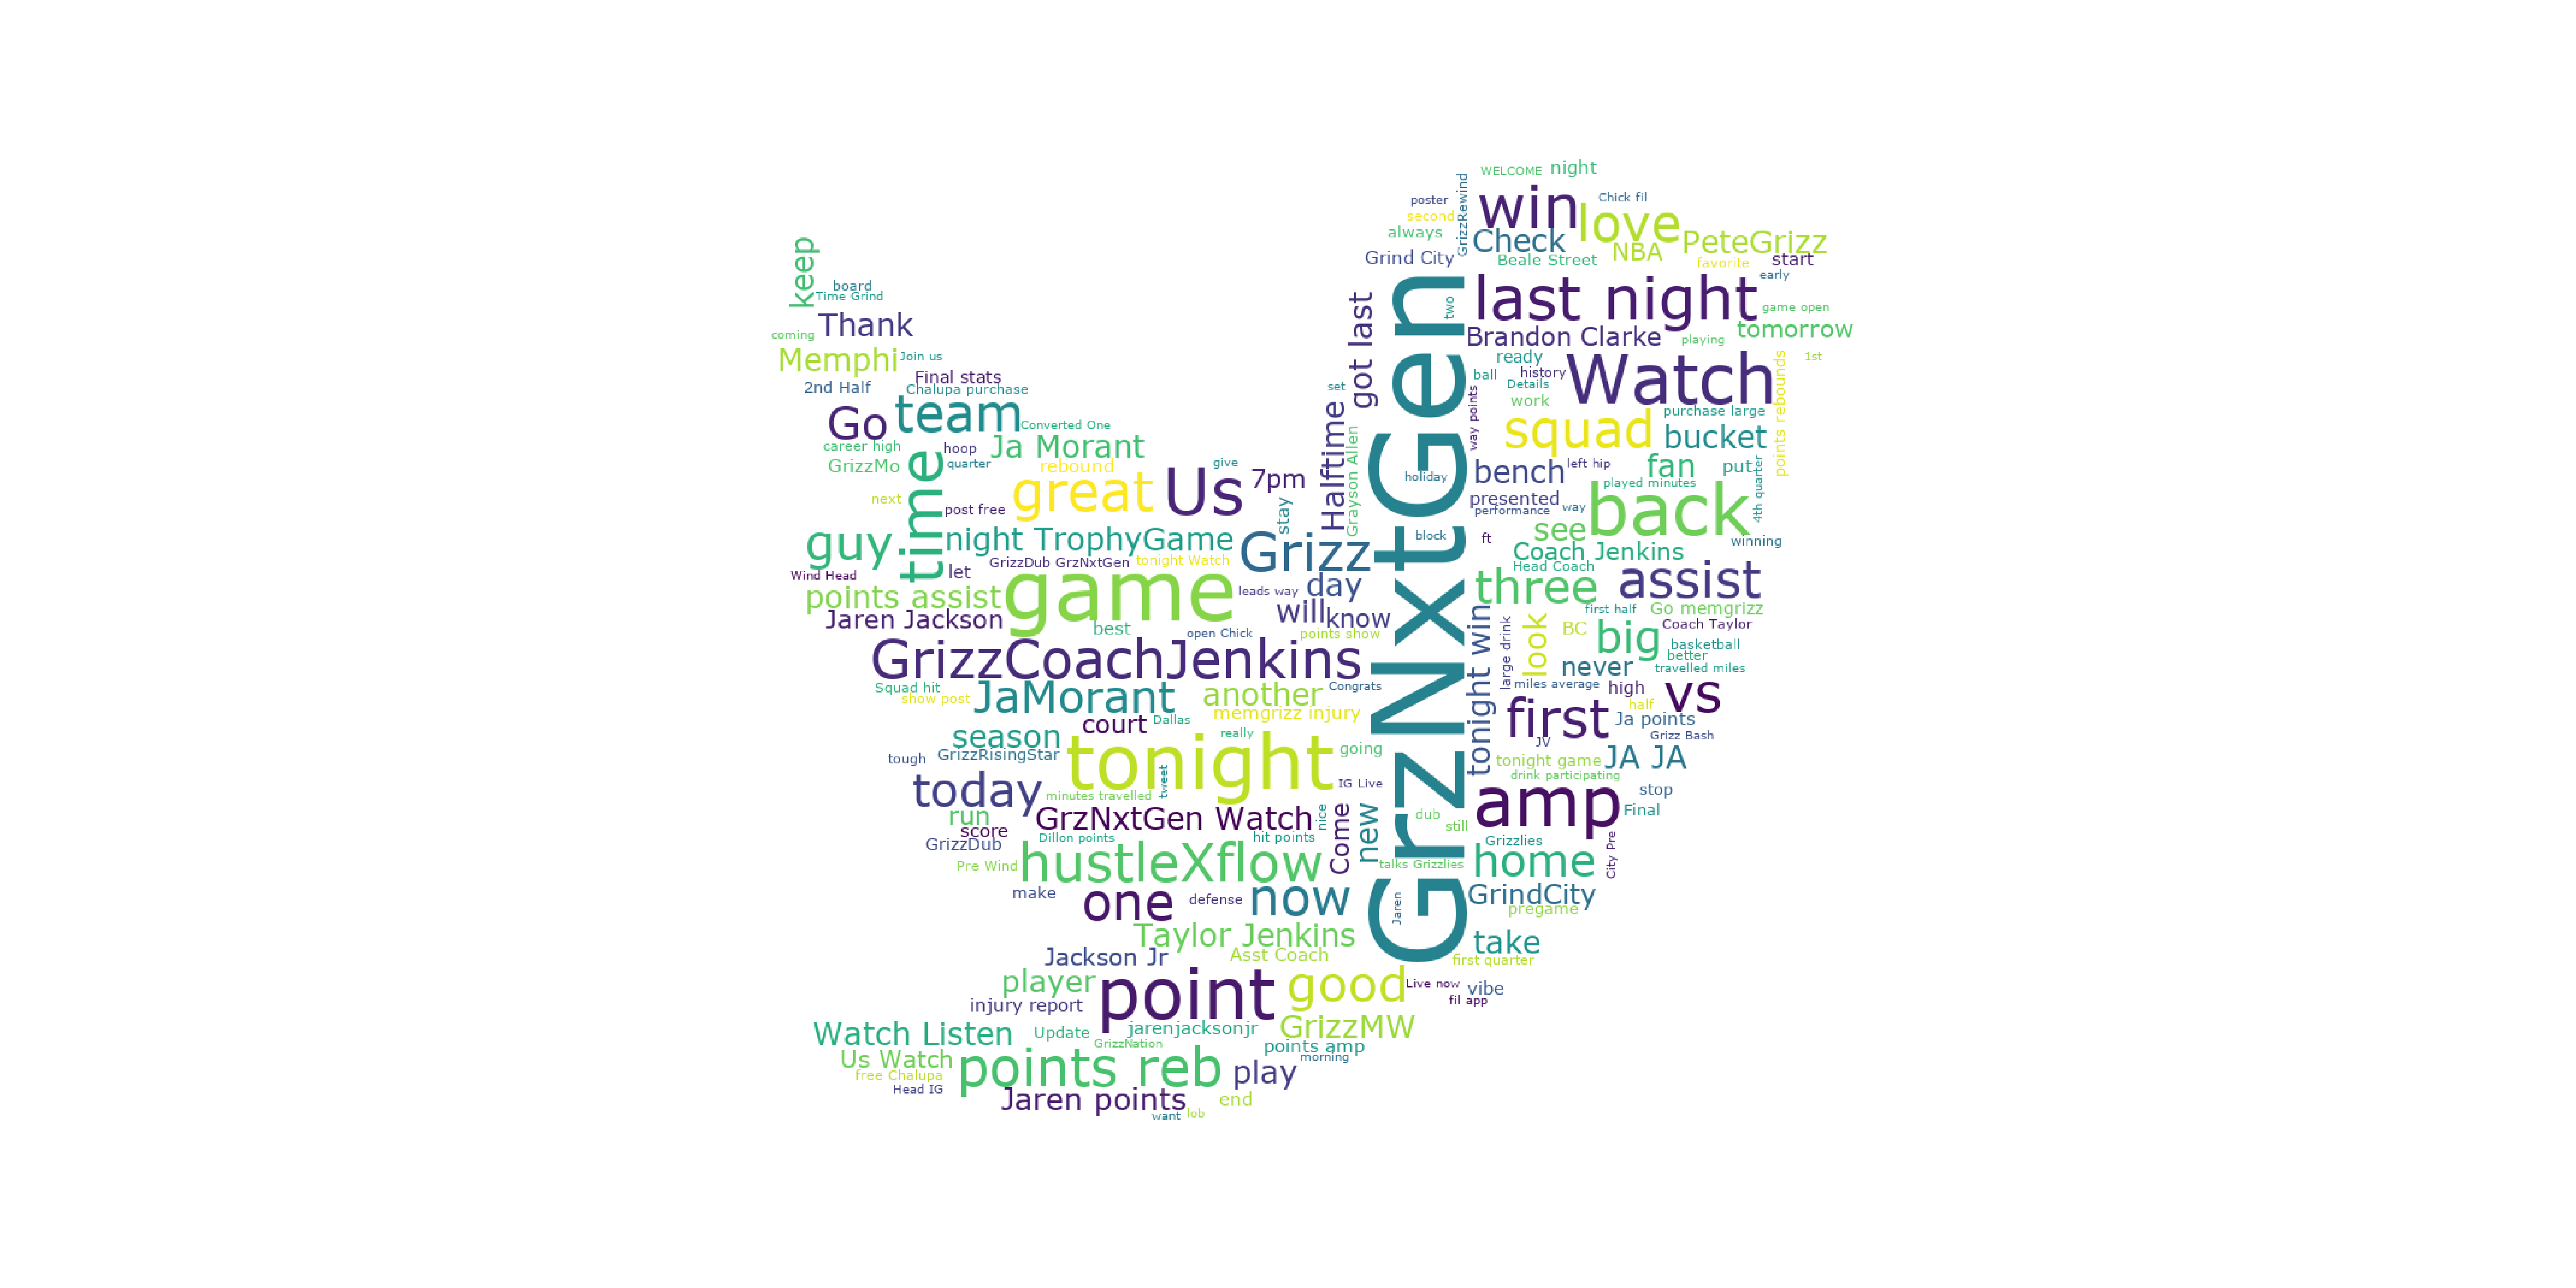 WELCOME
night
poster
GrizzRewind
win
Chick fil
second
love
always
Check
PeteGrizz
NBA
Grind City
Beale Street
favorite
start
keep
early
board
Time Grind
GrzNxtGen
two
last night
game open
got last
Thank
coming
Brandon Clarke
playing
tomorrow
Memphi
Join us
ready
1st
2nd Half
Final stats
Chalupa purchase
set
ball
history
Details
Watch
points rebounds
work
way points
Go
team
Converted One
Halftime
squad
purchase large
bucket
career high
hoop
Ja Morant
Grayson Allen
GrizzMo
quarter
rebound
give
holiday
bench
left hip
fan
put
4th quarter
time
great
Us
7pm
played minutes
next
post free
stay
presented
performance
way
back
guy
night TrophyGame
Grizz
block
ft
see
winning
Coach Jenkins
Wind Head
let
GrizzDub GrzNxtGen
tonight Watch
Head Coach
points assist
game
leads way
day
three
assist
Jaren Jackson
will
know
first half
Go memgrizz
best
open Chick
points show
tonight win
large drink
look
BC
big
Coach Taylor
basketball
better
GrizzCoachJenkins
never
travelled miles
Squad hit
show post
JaMorant
another
Congrats
miles average
high
vs
court
Dallas
memgrizz injury
first
half
Ja points
season
really
going
JV
Grizz Bash
tough
GrizzRisingStar
tonight
tonight game
JA JA
today
minutes travelled
tweet
IG Live
drink participating
stop
run
GrzNxtGen Watch
nice
Come
new
dub
still
amp
Final
score
GrizzDub
Dillon points
hit points
Grizzlies
City Pre
Pre Wind
hustleXflow
talks Grizzlies
home
make
one
defense
now
Jaren
GrindCity
pregame
Taylor Jenkins
take
Jackson Jr
Asst Coach
first quarter
player
point
good
Live now
vibe
injury report
fil app
Watch Listen
Update
jarenjacksonjr
GrizzMW
GrizzNation
points amp
Us Watch
points reb
morning
free Chalupa
play
Head IG
Jaren points
end
want
lob